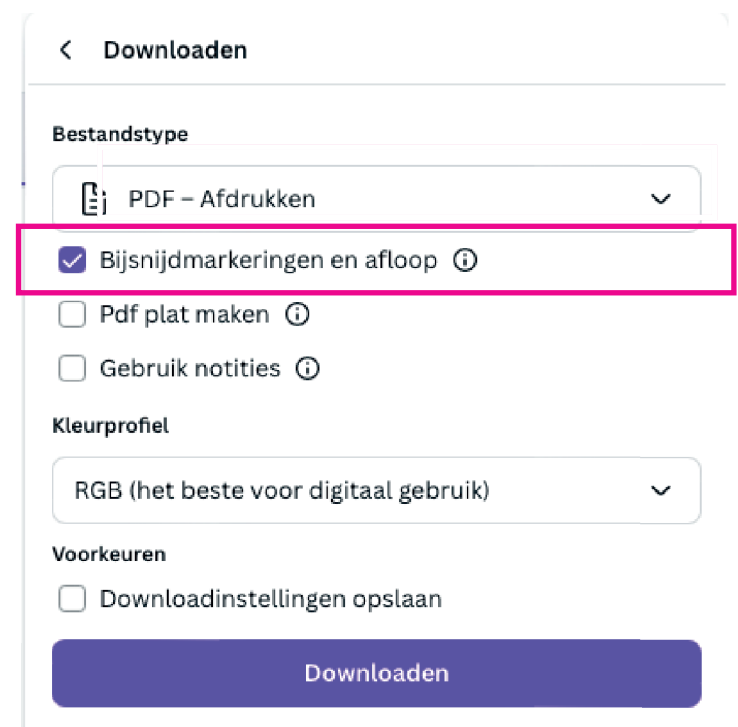 Downloaden
Bestandstype
PDF – Afdrukken
Bijsnijdmarkeringen en afloop
Pdf plat maken
Gebruik notities
Kleurprofiel
RGB (het beste voor digitaal gebruik)
Voorkeuren
Downloadinstellingen opslaan
Downloaden